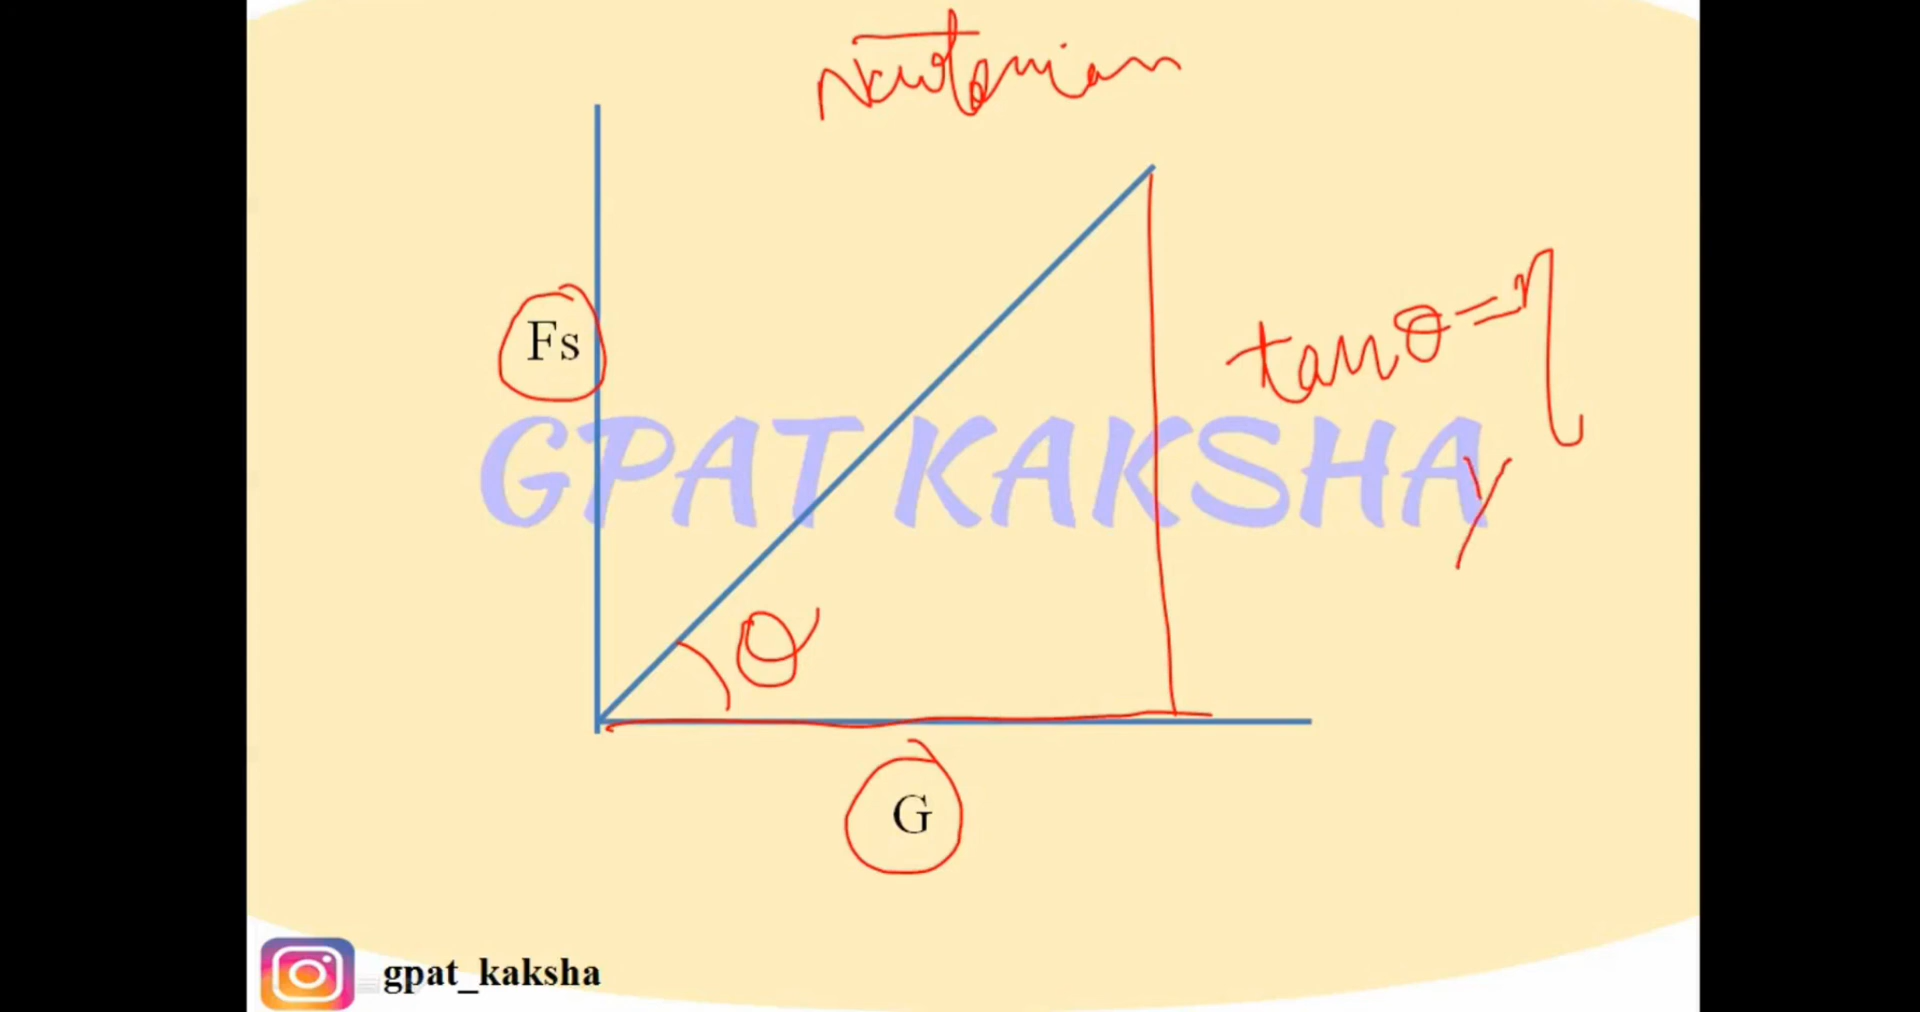 Newtonian
Fs
tanθ=η
GPAT KAKSHA
y
θ
G
gpat_kaksha